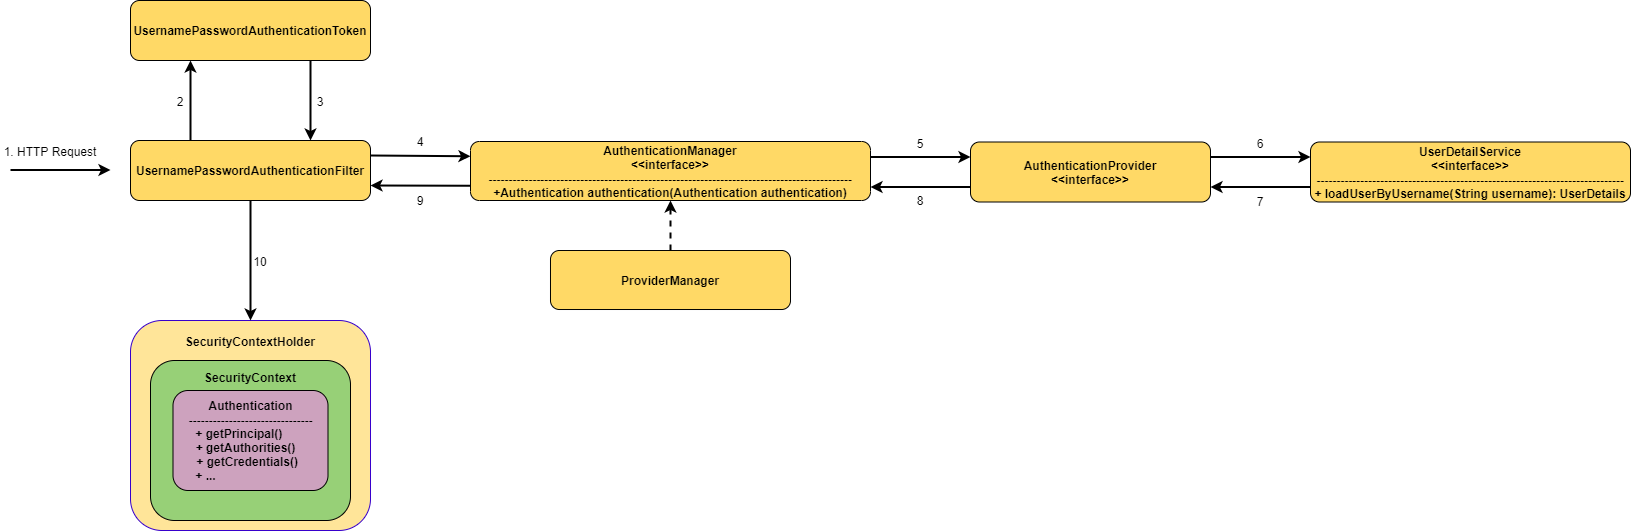 UsernamePasswordAuthenticationToken
2
3
1. HTTP Request
UsernamePasswordAuthenticationFilter
4
9
AuthenticationManager
<<interface>>
+Authentication authentication(Authentication authentication)
5
8
AuthenticationProvider
<<interface>>
6
7
UserDetailService
<<interface>>
+ loadUserByUsername(String username): UserDetails
ProviderManager
10
SecurityContextHolder
SecurityContext
Authentication
+ getPrincipal()
+ getAuthorities()
+ getCredentials()
+ ...